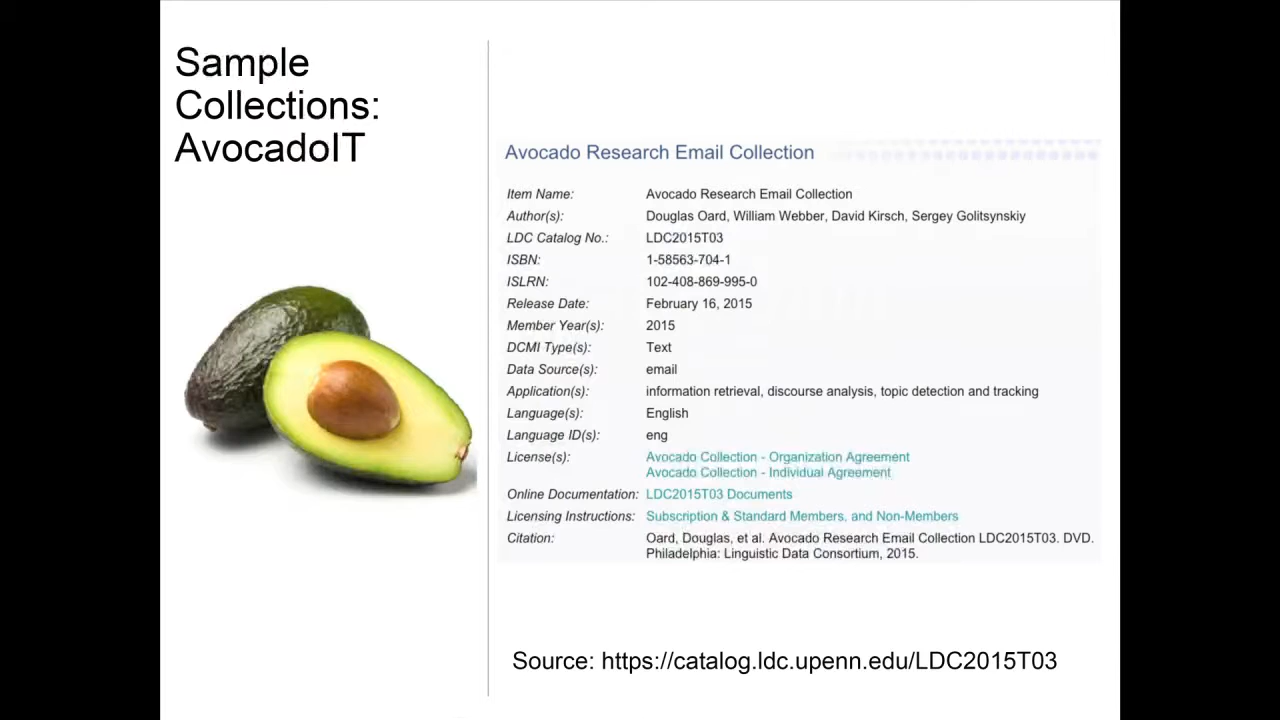 Sample
Collections:
AvocadoIT
Avocado Research Email Collection
Item Name: Avocado Research Email Collection
Author(s): Douglas Oard, William Webber, David Kirsch, Sergey Golitsynskiy
LDC Catalog No.: LDC2015T03
ISBN: 1-58563-704-1
ISLRN: 102-408-869-995-0
Release Date: February 16, 2015
Member Year(s): 2015
DCMI Type(s): Text
Data Source(s): email
Application(s): information retrieval, discourse analysis, topic detection and tracking
Language(s): English
Language ID(s): eng
License(s): Avocado Collection - Organization Agreement
Avocado Collection - Individual Agreement
Online Documentation: LDC2015T03 Documents
Licensing Instructions: Subscription & Standard Members, and Non-Members
Citation: Oard, Douglas, et al. Avocado Research Email Collection LDC2015T03. DVD.
Philadelphia: Linguistic Data Consortium, 2015.
Source: https://catalog.ldc.upenn.edu/LDC2015T03